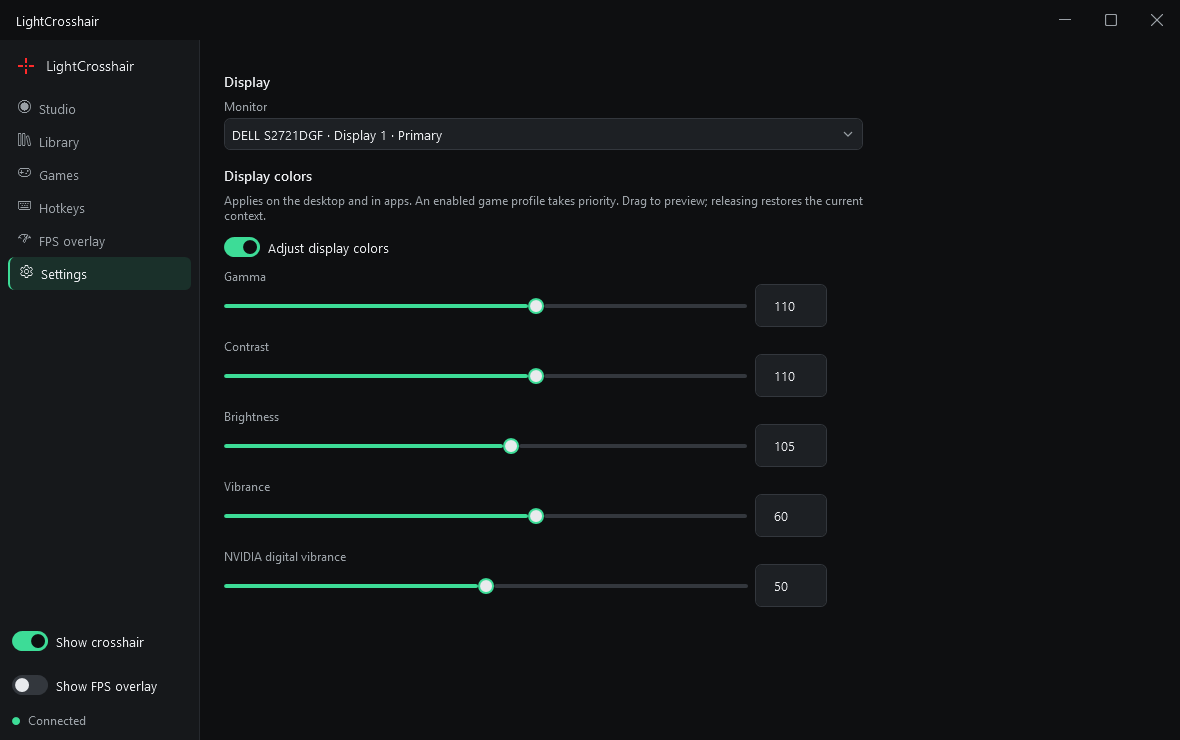 LightCrosshair
LightCrosshair
Studio
Library
Games
Hotkeys
FPS overlay
Settings
Show crosshair
Show FPS overlay
Connected
Display
Monitor
DELL S2721DGF · Display 1 · Primary
Display colors
Applies on the desktop and in apps. An enabled game profile takes priority. Drag to preview; releasing restores the current
context.
Adjust display colors
Gamma
110
Contrast
110
Brightness
105
Vibrance
60
NVIDIA digital vibrance
50